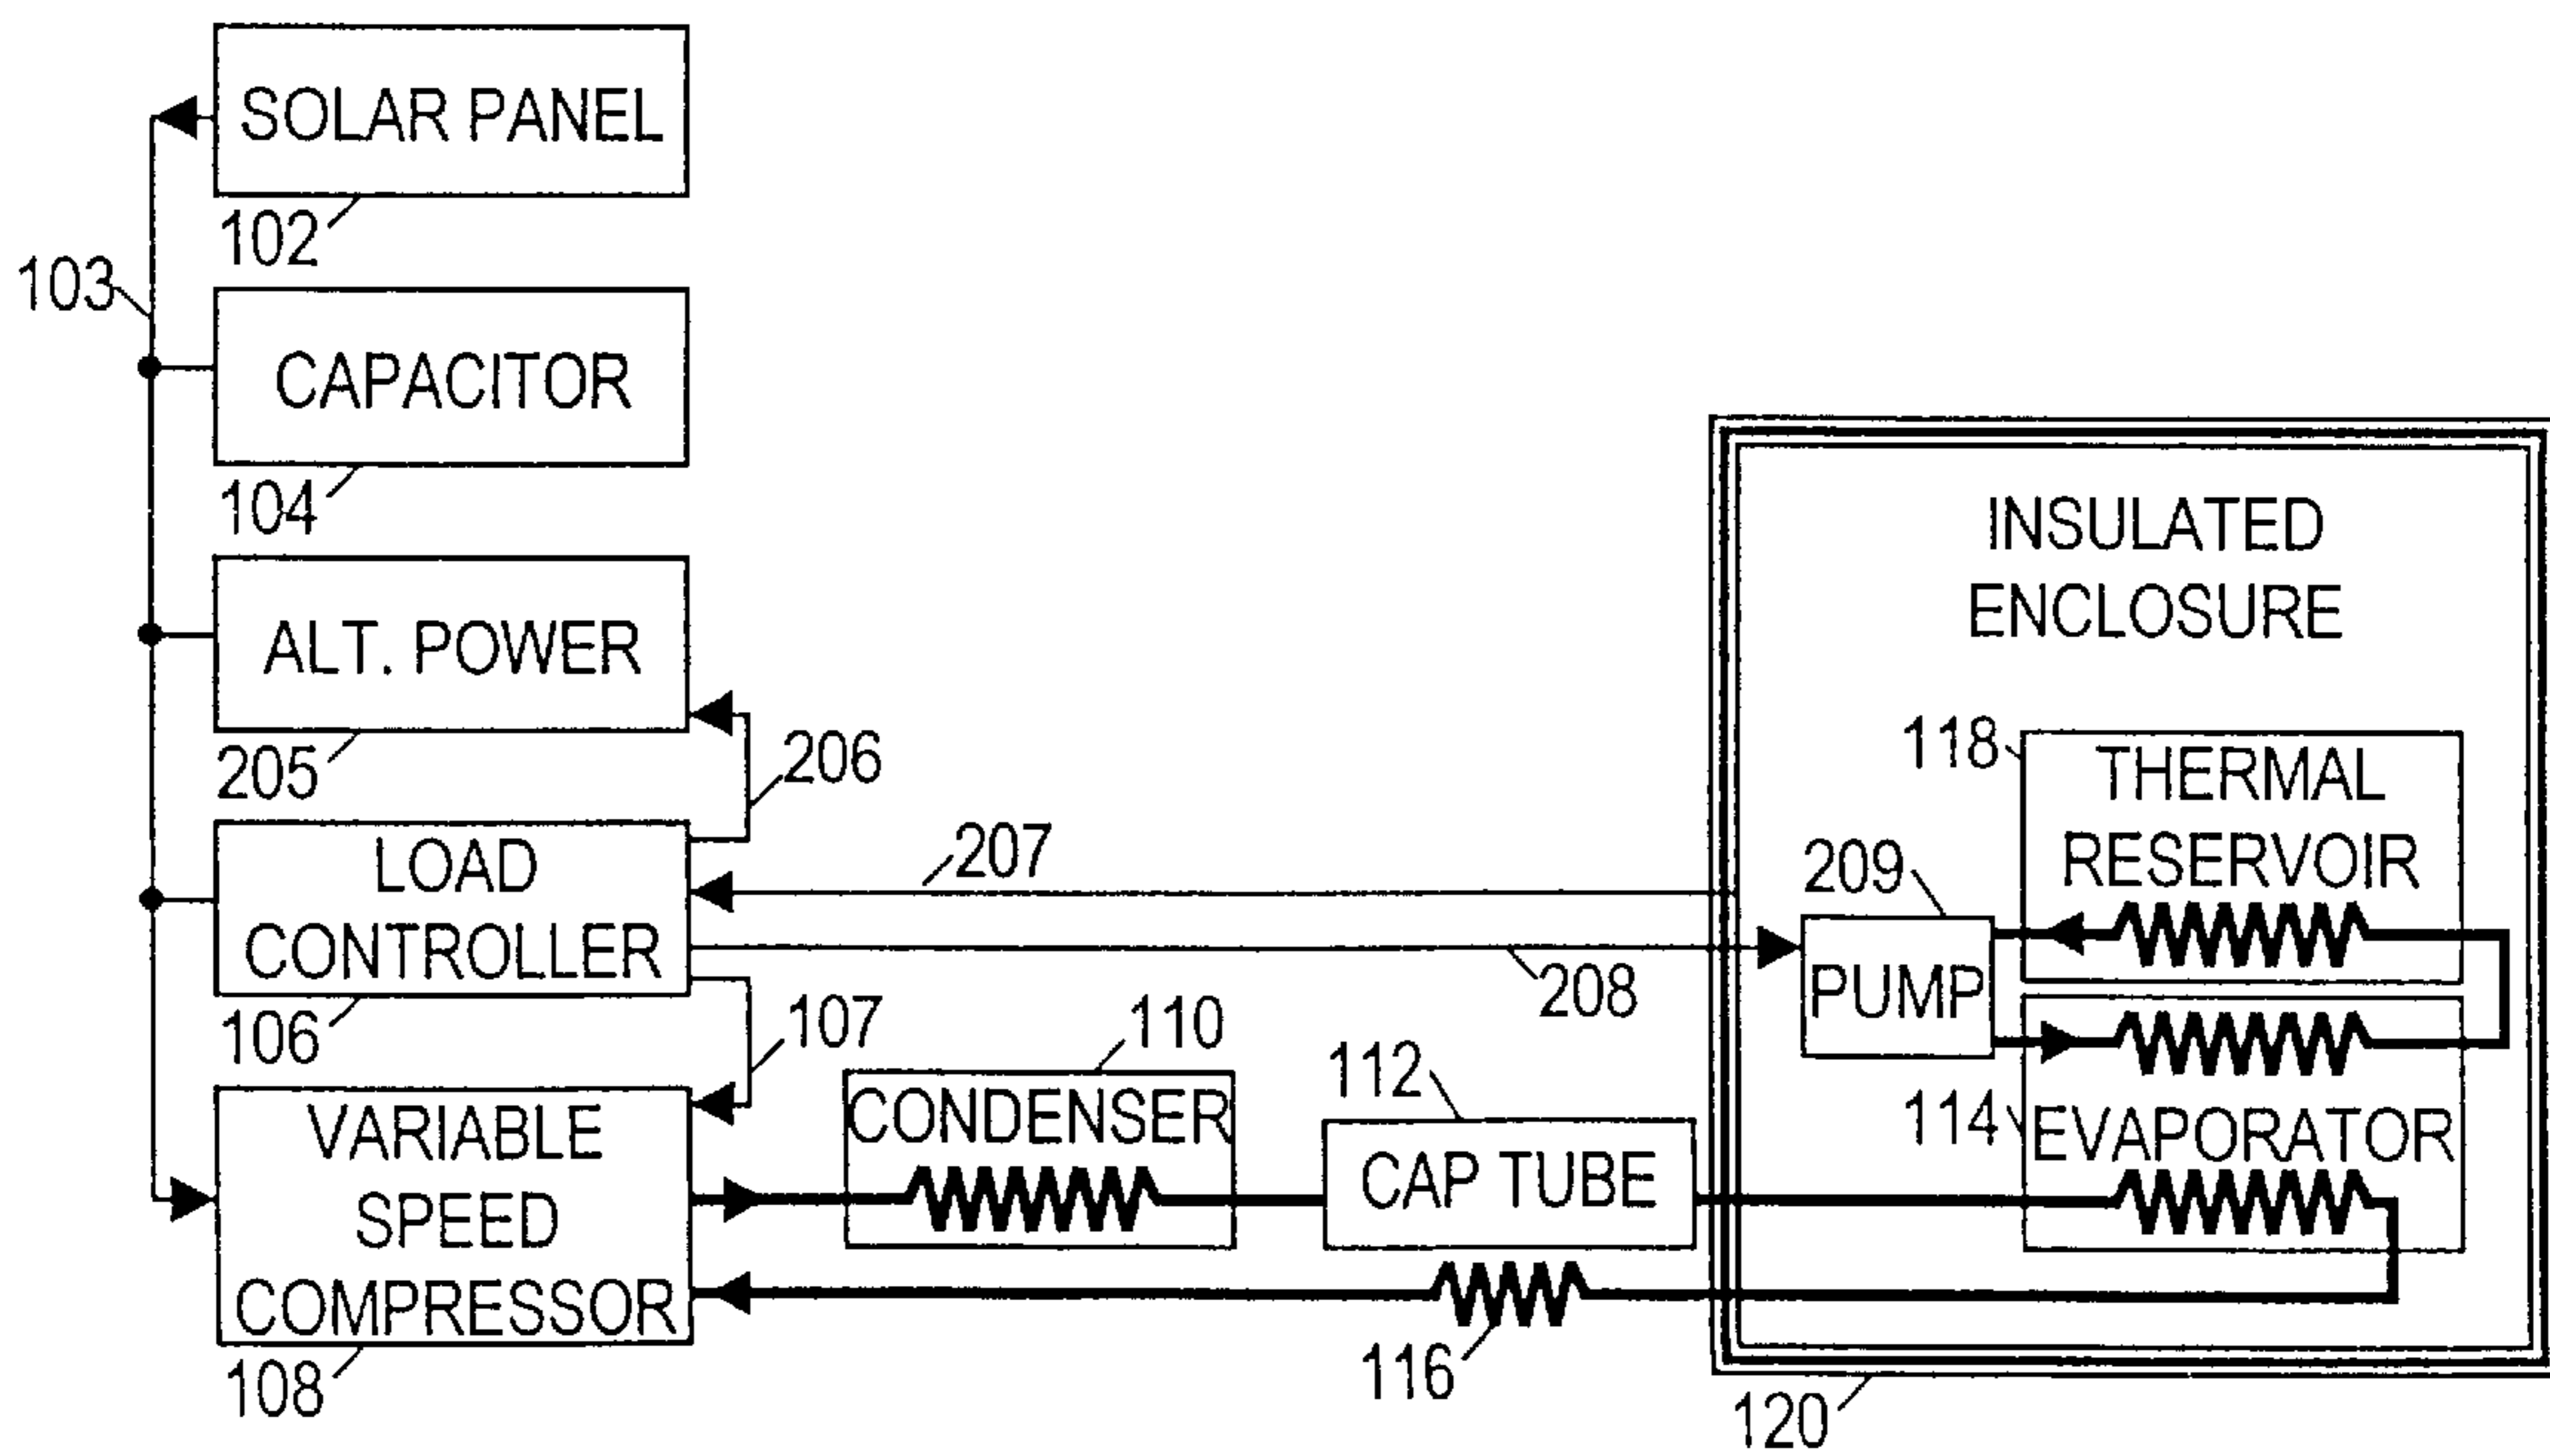 SOLAR PANEL
102
103
CAPACITOR
104
ALT. POWER
205
206
LOAD
CONTROLLER
106
107
207
208
VARIABLE
SPEED
COMPRESSOR
108
CONDENSER
110
112
CAP TUBE
116
INSULATED
ENCLOSURE
118
THERMAL
RESERVOIR
209
PUMP
114
EVAPORATOR
120